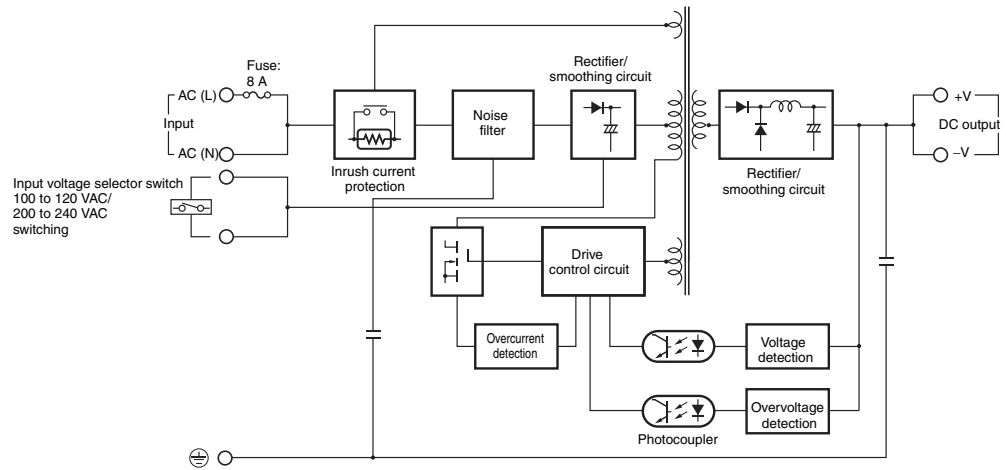 Fuse:
8 A
AC (L)
Input
AC (N)
Input voltage selector switch
100 to 120 VAC/
200 to 240 VAC
switching
Inrush current
protection
Noise
filter
Rectifier/
smoothing circuit
Rectifier/
smoothing circuit
+V
DC output
–V
Drive
control circuit
Overcurrent
detection
Voltage
detection
Overvoltage
detection
Photocoupler